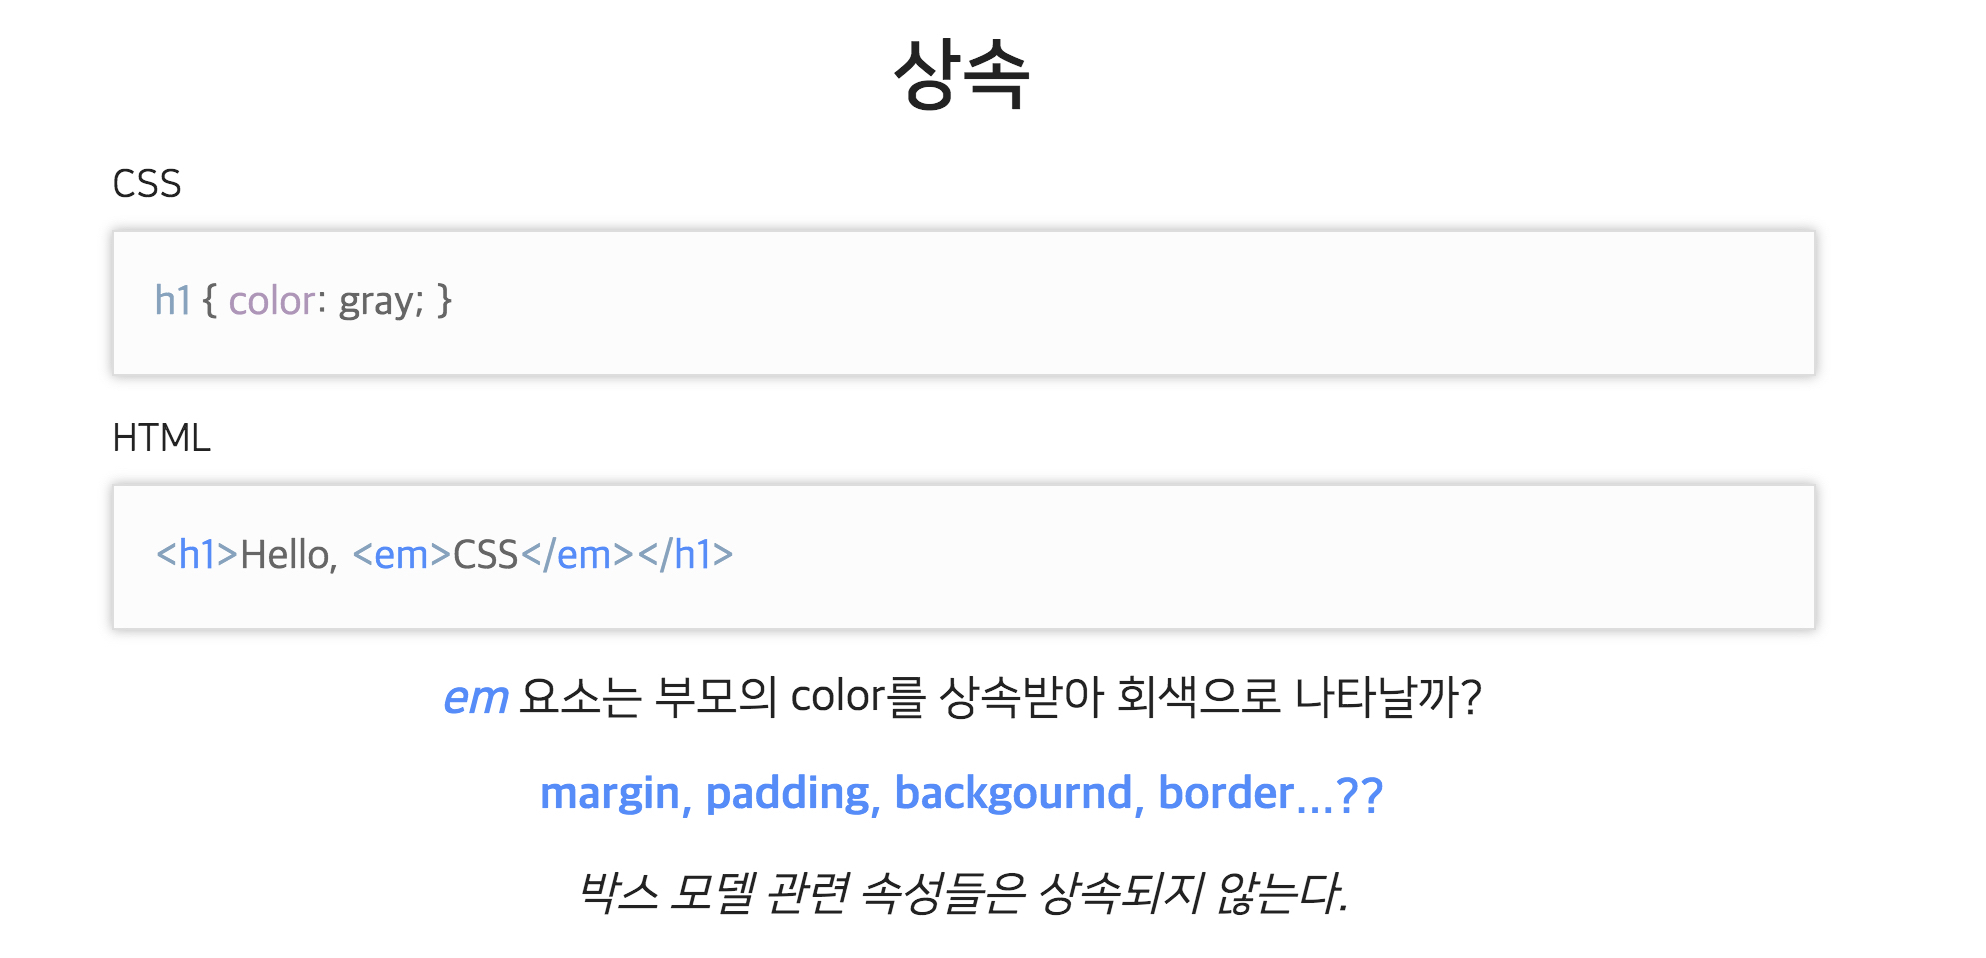 상속
CSS
h1 { color: gray; }
HTML
<h1>Hello, <em>CSS</em></h1>
em 요소는 부모의 color를 상속받아 회색으로 나타날까?
margin, padding, backgournd, border...??
박스 모델 관련 속성들은 상속되지 않는다.